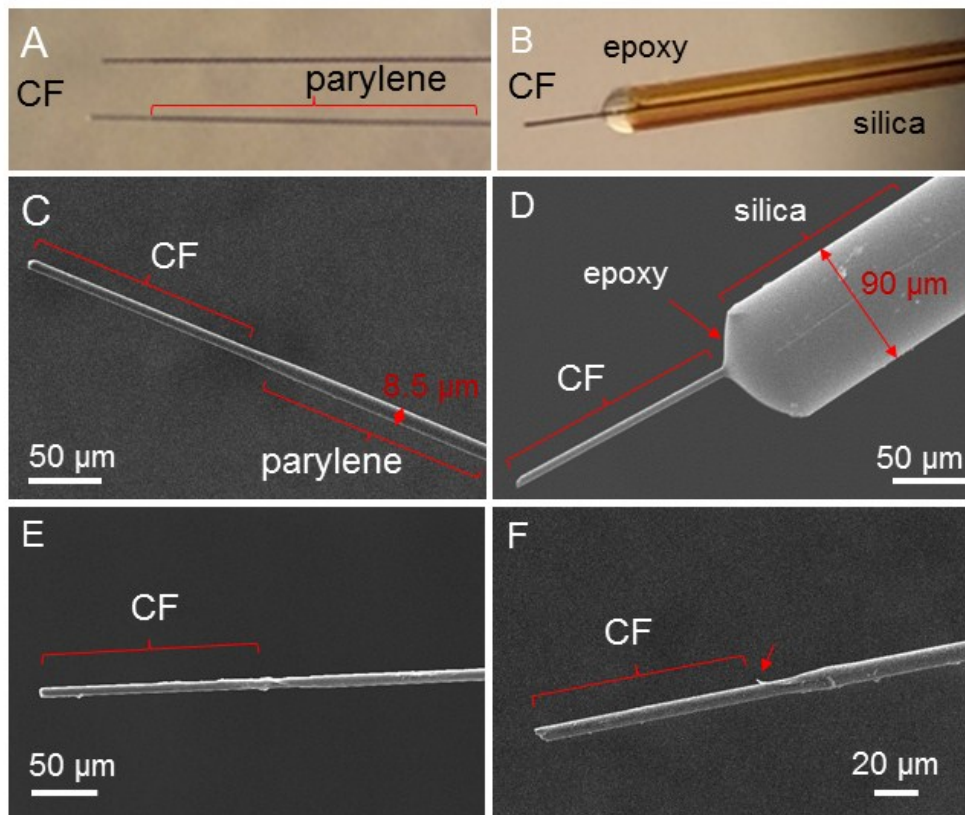 A
CF
parylene
B
epoxy
CF
silica
C
CF
8.5 µm
parylene
50 µm
D
silica
epoxy
90 µm
CF
50 µm
E
CF
50 µm
F
CF
20 µm